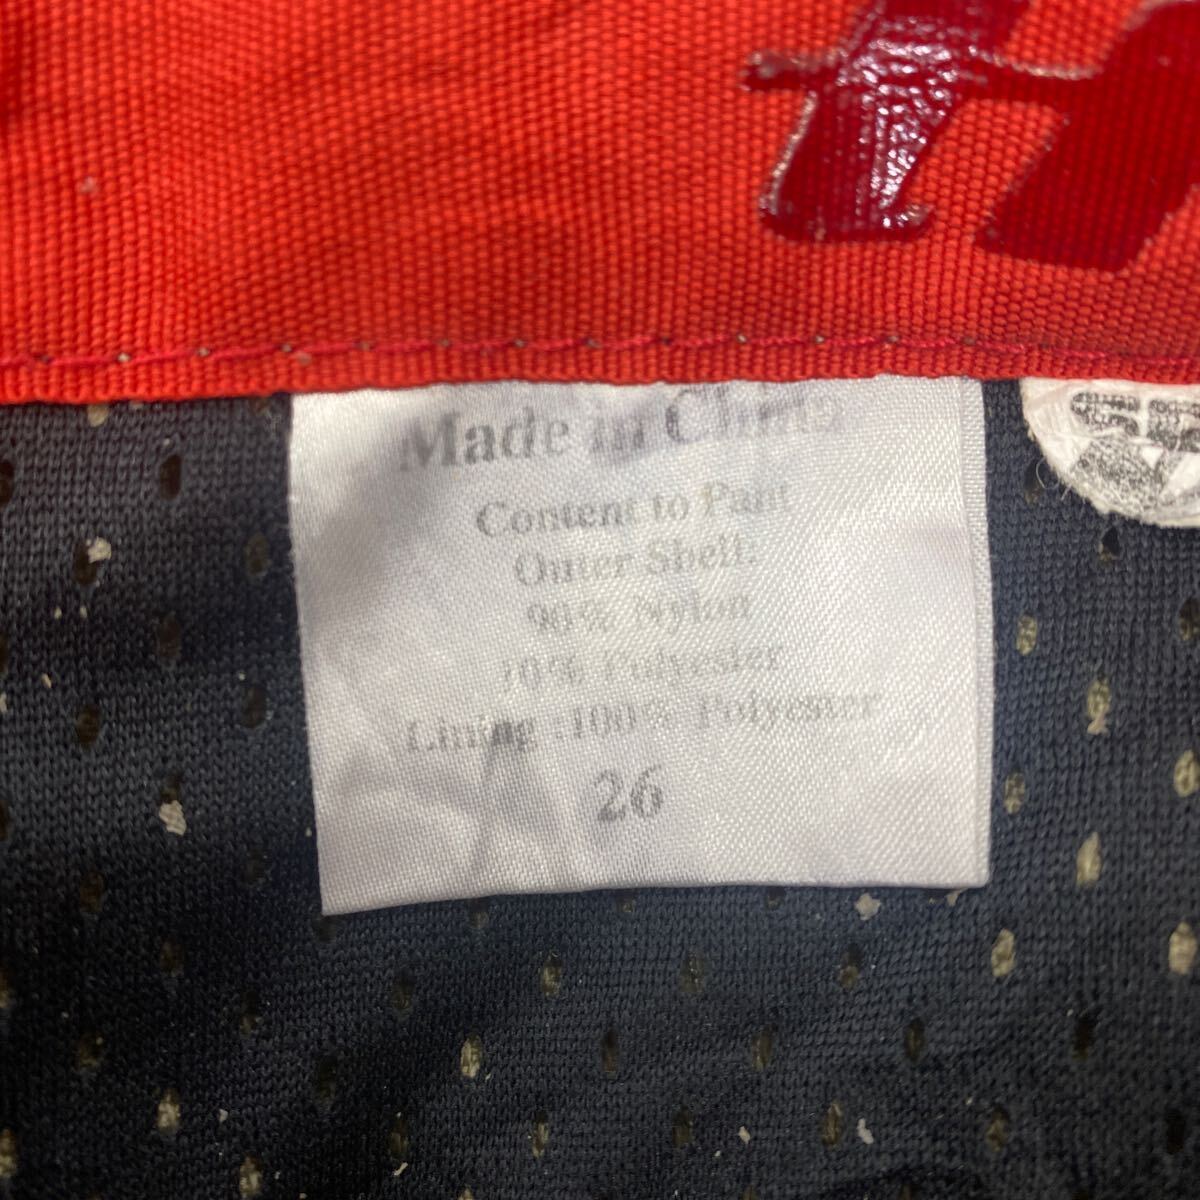 Made in China
Content to Pant
Outer Shell:
90% Nylon
10% Polyester
Lining :100% Polyester
26